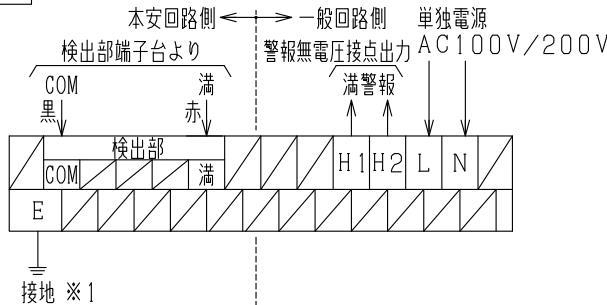 本安回路側 一般回路側 単独電源
検出部端子台より 警報無電圧接点出力 AC100V/200V
COM 満 満警報
黒 赤
検出部 H1 H2 L N
COM 満
E
接地 ※1